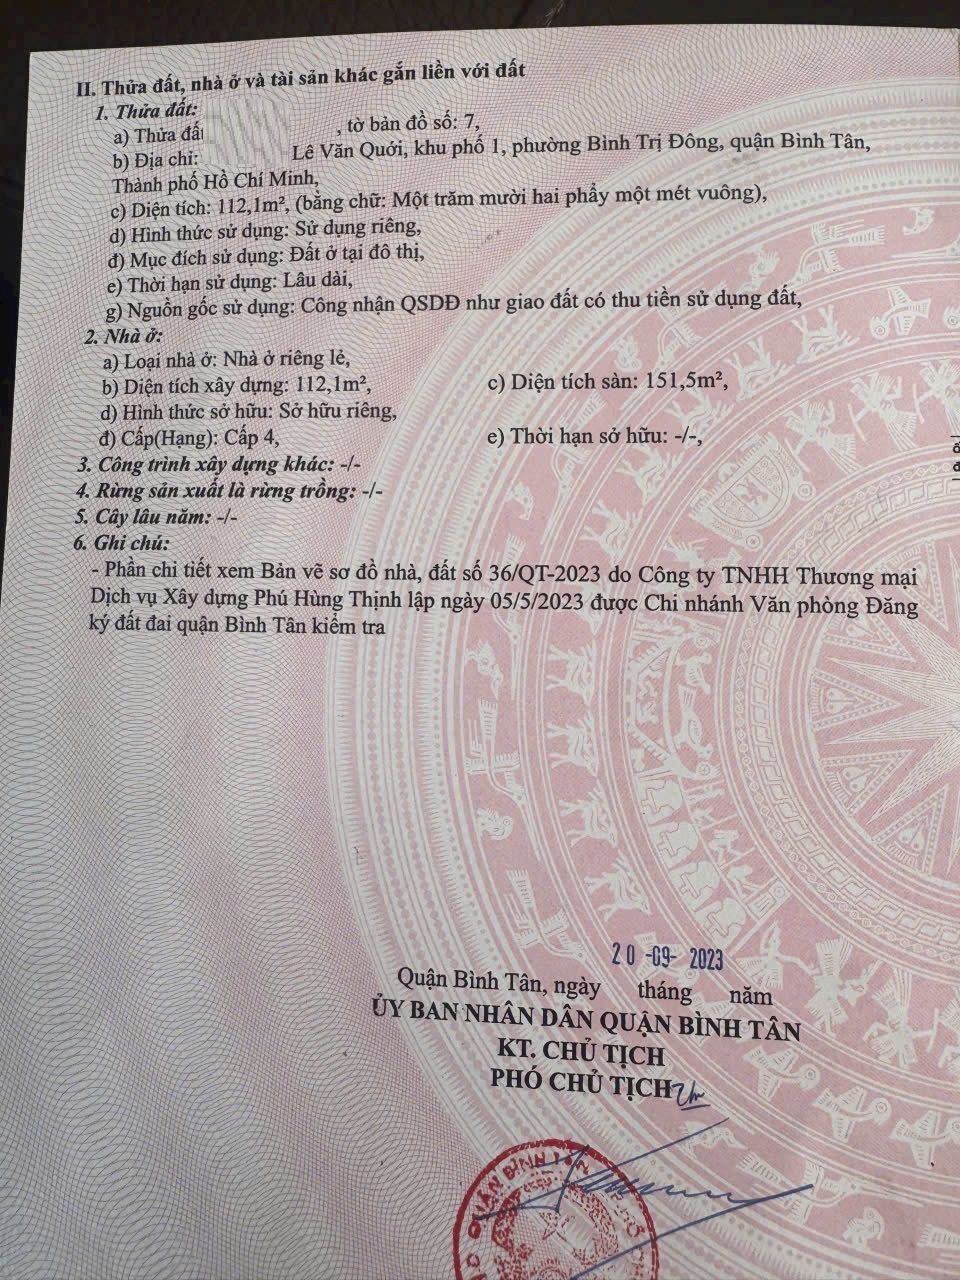 II. Thửa đất, nhà ở và tài sản khác gắn liền với đất
1. Thửa đất:
a) Thửa đất , tờ bản đồ số: 7,
b) Địa chỉ: Lê Văn Quới, khu phố 1, phường Bình Trị Đông, quận Bình Tân,
Thành phố Hồ Chí Minh,
c) Diện tích: 112,1m², (bằng chữ: Một trăm mười hai phẩy một mét vuông),
d) Hình thức sử dụng: Sử dụng riêng,
đ) Mục đích sử dụng: Đất ở tại đô thị,
e) Thời hạn sử dụng: Lâu dài,
g) Nguồn gốc sử dụng: Công nhận QSDĐ như giao đất có thu tiền sử dụng đất,
2. Nhà ở:
a) Loại nhà ở: Nhà ở riêng lẻ,
b) Diện tích xây dựng: 112,1m², c) Diện tích sàn: 151,5m²,
d) Hình thức sở hữu: Sở hữu riêng,
đ) Cấp(Hạng): Cấp 4, e) Thời hạn sở hữu: -/-,
3. Công trình xây dựng khác: -/-
4. Rừng sản xuất là rừng trồng: -/-
5. Cây lâu năm: -/-
6. Ghi chú:
- Phần chi tiết xem Bản vẽ sơ đồ nhà, đất số 36/QT-2023 do Công ty TNHH Thương mại
Dịch vụ Xây dựng Phú Hùng Thịnh lập ngày 05/5/2023 được Chi nhánh Văn phòng Đăng
ký đất đai quận Bình Tân kiểm tra
20 -09- 2023
Quận Bình Tân, ngày tháng năm
ỦY BAN NHÂN DÂN QUẬN BÌNH TÂN
KT. CHỦ TỊCH
PHÓ CHỦ TỊCH
QUẬN BÌNH TÂN